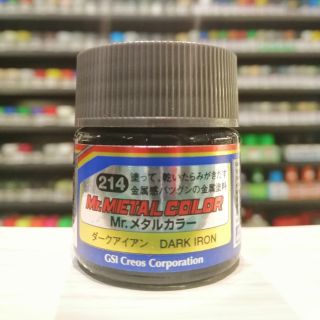 214
塗って、乾いたらみがきだす
金属感バツグンの金属塗料
Mr.METAL COLOR
Mr.メタルカラー
ダークアイアン DARK IRON
GSI Creos Corporation